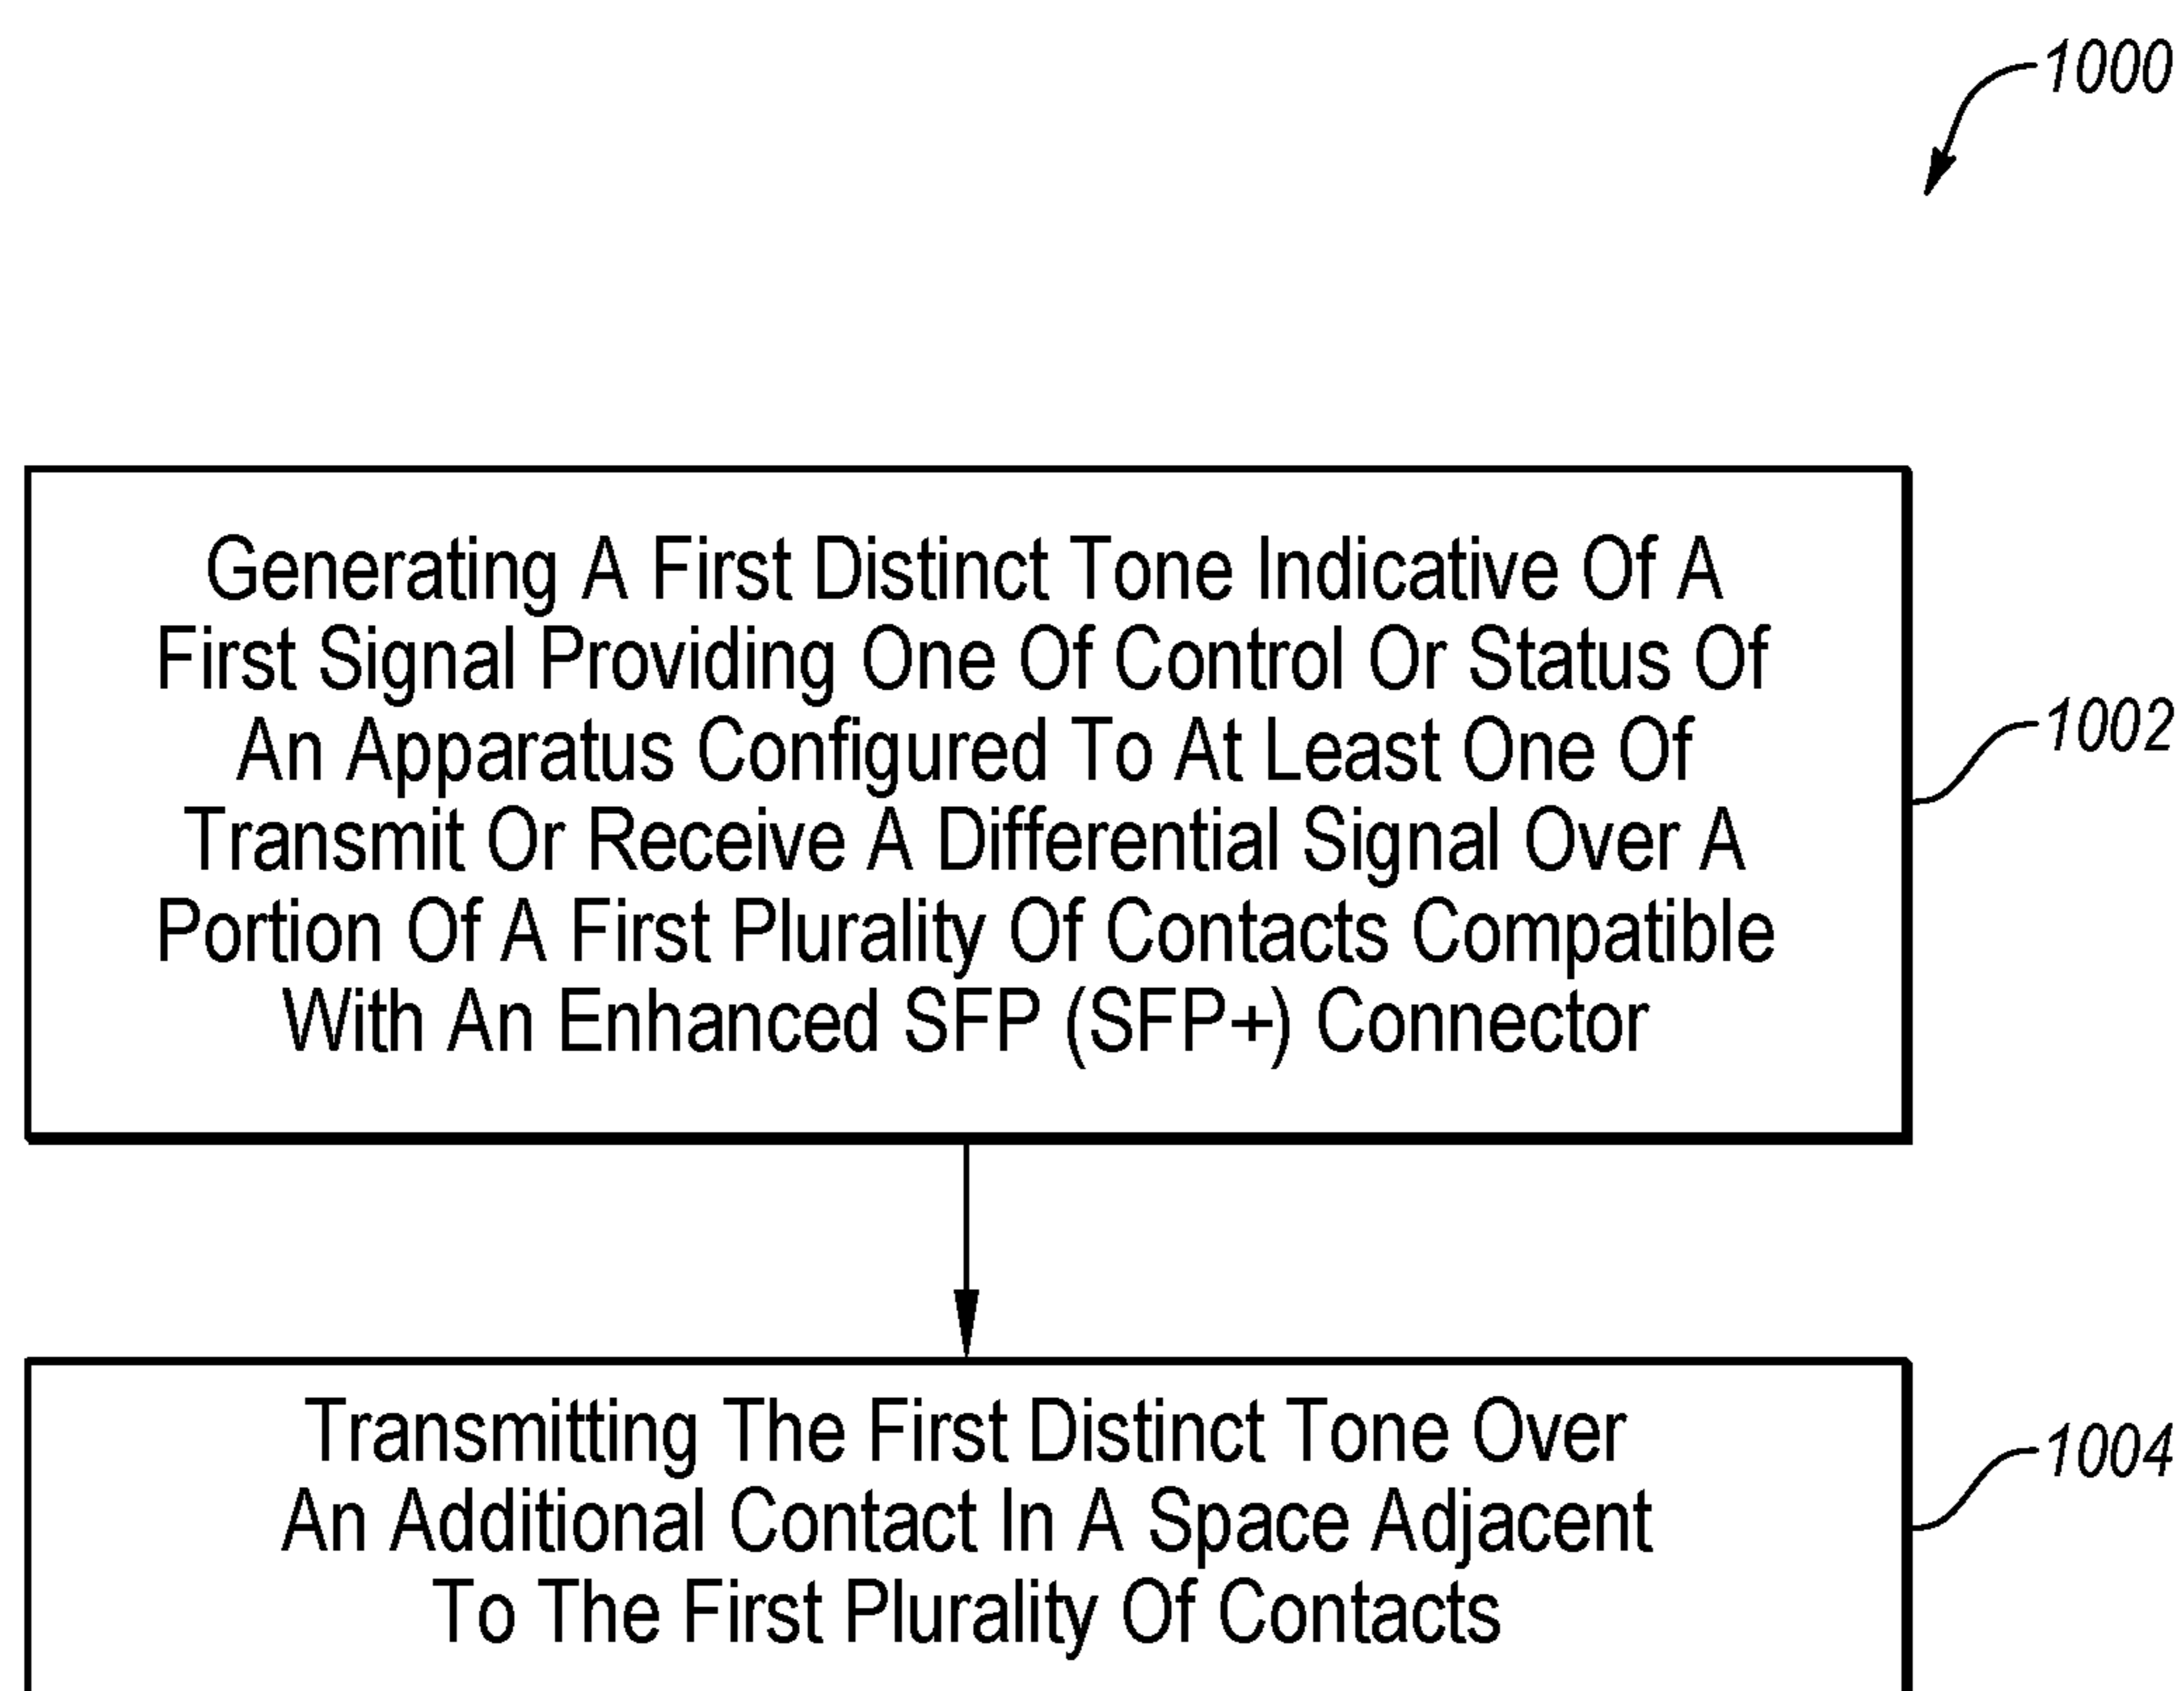 1000
Generating A First Distinct Tone Indicative Of A
First Signal Providing One Of Control Or Status Of
An Apparatus Configured To At Least One Of
Transmit Or Receive A Differential Signal Over A
Portion Of A First Plurality Of Contacts Compatible
With An Enhanced SFP (SFP+) Connector
1002
Transmitting The First Distinct Tone Over
An Additional Contact In A Space Adjacent
To The First Plurality Of Contacts
1004